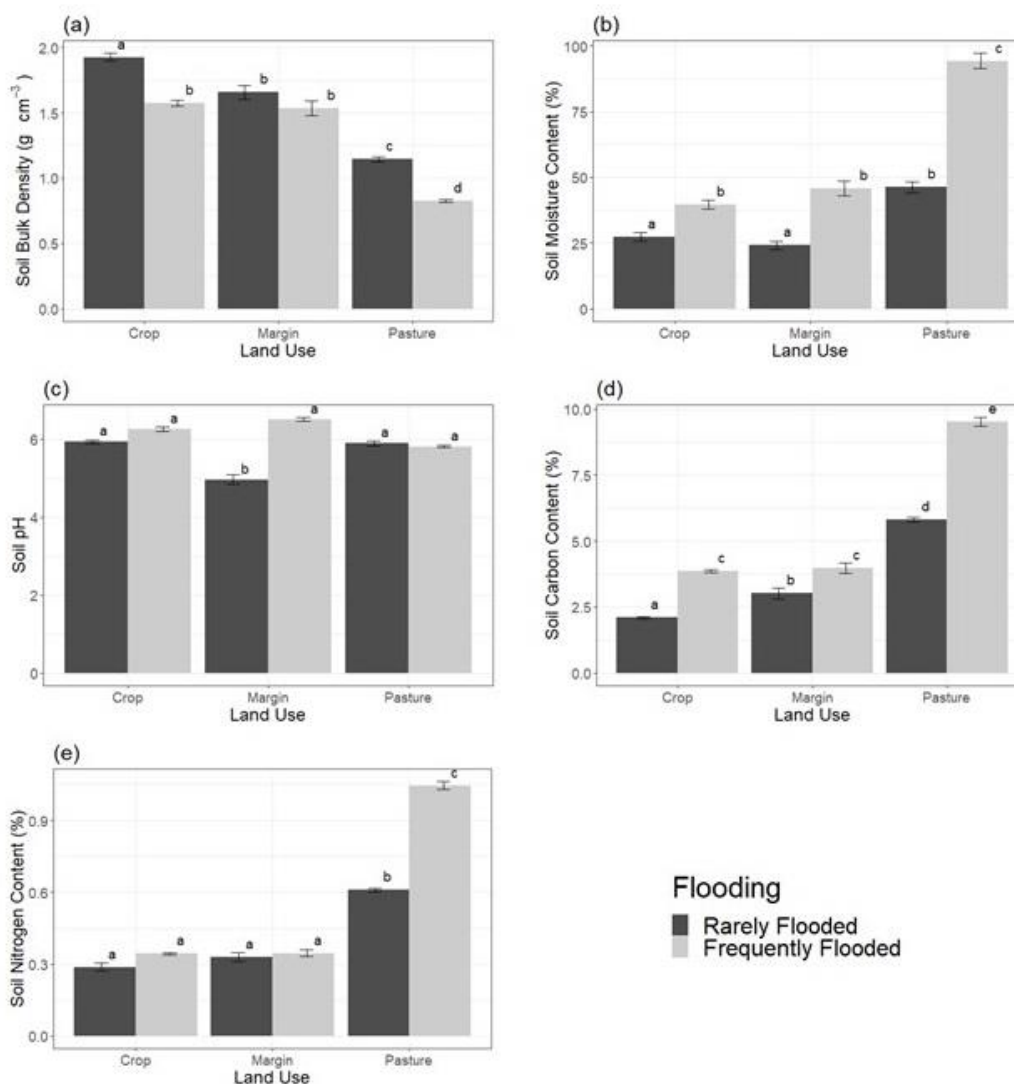 (a)
Soil Bulk Density (g cm⁻³)
2.0
1.5
1.0
0.5
0.0
a
b
b
b
c
d
Crop Margin Pasture
Land Use
(b)
Soil Moisture Content (%)
100
75
50
25
0
a
b
a
b
b
c
Crop Margin Pasture
Land Use
(c)
Soil pH
6
4
2
0
a
a
b
a
a
a
Crop Margin Pasture
Land Use
(d)
Soil Carbon Content (%)
10.0
7.5
5.0
2.5
0.0
a
c
b
c
d
e
Crop Margin Pasture
Land Use
(e)
Soil Nitrogen Content (%)
0.9
0.6
0.3
0.0
a
a
a
a
b
c
Crop Margin Pasture
Land Use
Flooding
Rarely Flooded
Frequently Flooded